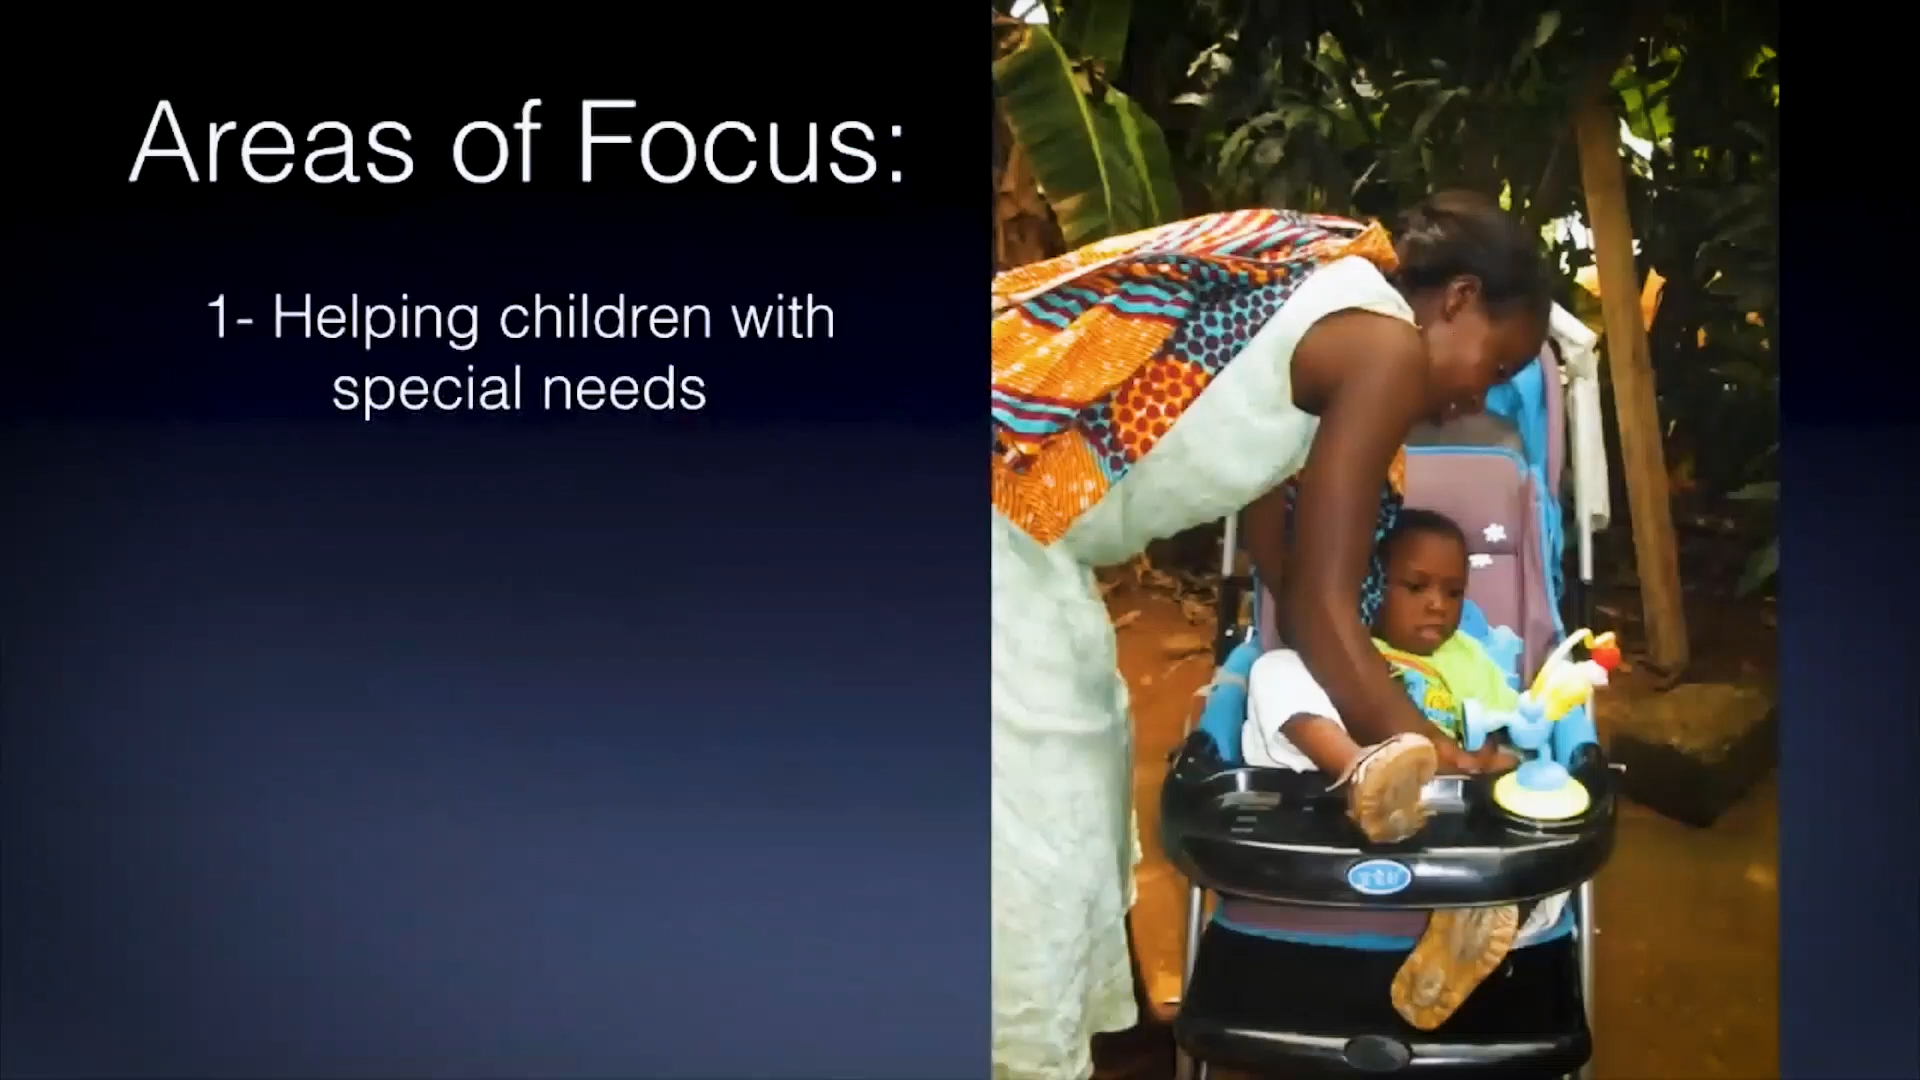 Areas of Focus:
1- Helping children with
special needs